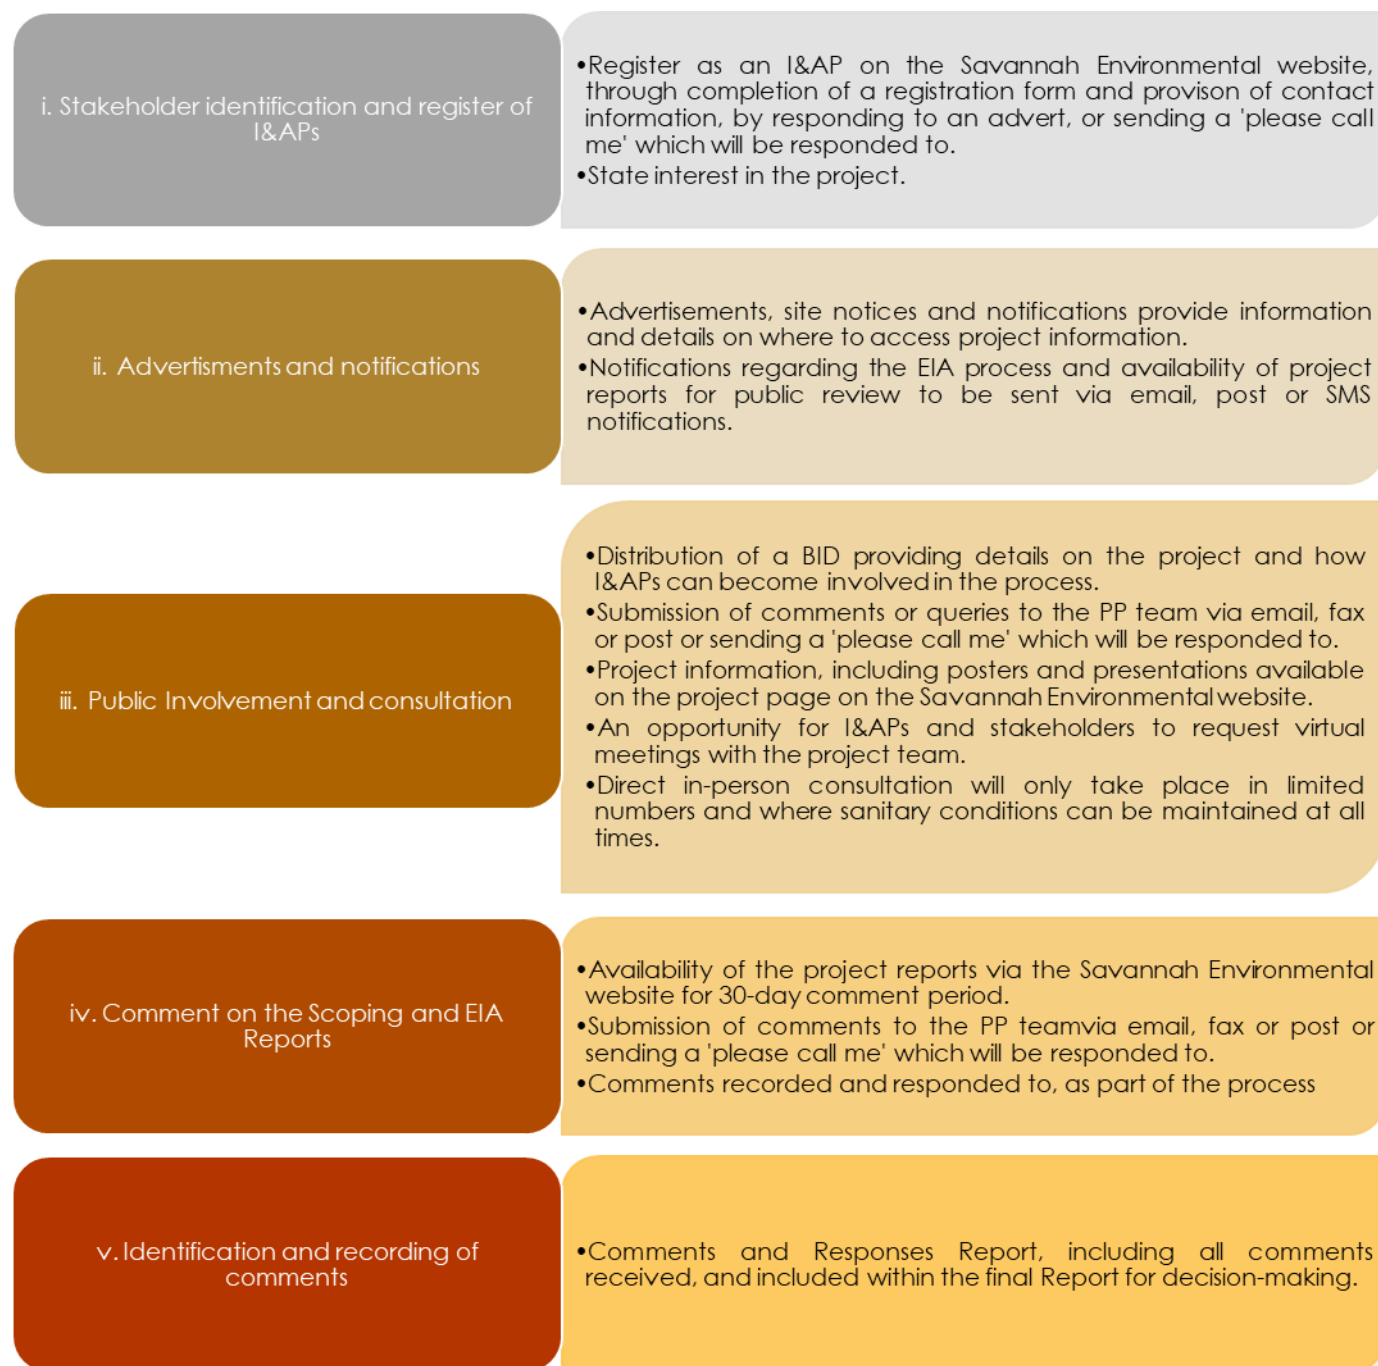 i. Stakeholder identification and register of
I&APs
•Register as an I&AP on the Savannah Environmental website,
through completion of a registration form and provison of contact
information, by responding to an advert, or sending a 'please call
me' which will be responded to.
•State interest in the project.
ii. Advertisments and notifications
•Advertisements, site notices and notifications provide information
and details on where to access project information.
•Notifications regarding the EIA process and availability of project
reports for public review to be sent via email, post or SMS
notifications.
iii. Public Involvement and consultation
•Distribution of a BID providing details on the project and how
I&APs can become involved in the process.
•Submission of comments or queries to the PP team via email, fax
or post or sending a 'please call me' which will be responded to.
•Project information, including posters and presentations available
on the project page on the Savannah Environmental website.
•An opportunity for I&APs and stakeholders to request virtual
meetings with the project team.
•Direct in-person consultation will only take place in limited
numbers and where sanitary conditions can be maintained at all
times.
iv. Comment on the Scoping and EIA
Reports
•Availability of the project reports via the Savannah Environmental
website for 30-day comment period.
•Submission of comments to the PP teamvia email, fax or post or
sending a 'please call me' which will be responded to.
•Comments recorded and responded to, as part of the process
v. Identification and recording of
comments
•Comments and Responses Report, including all comments
received, and included within the final Report for decision-making.